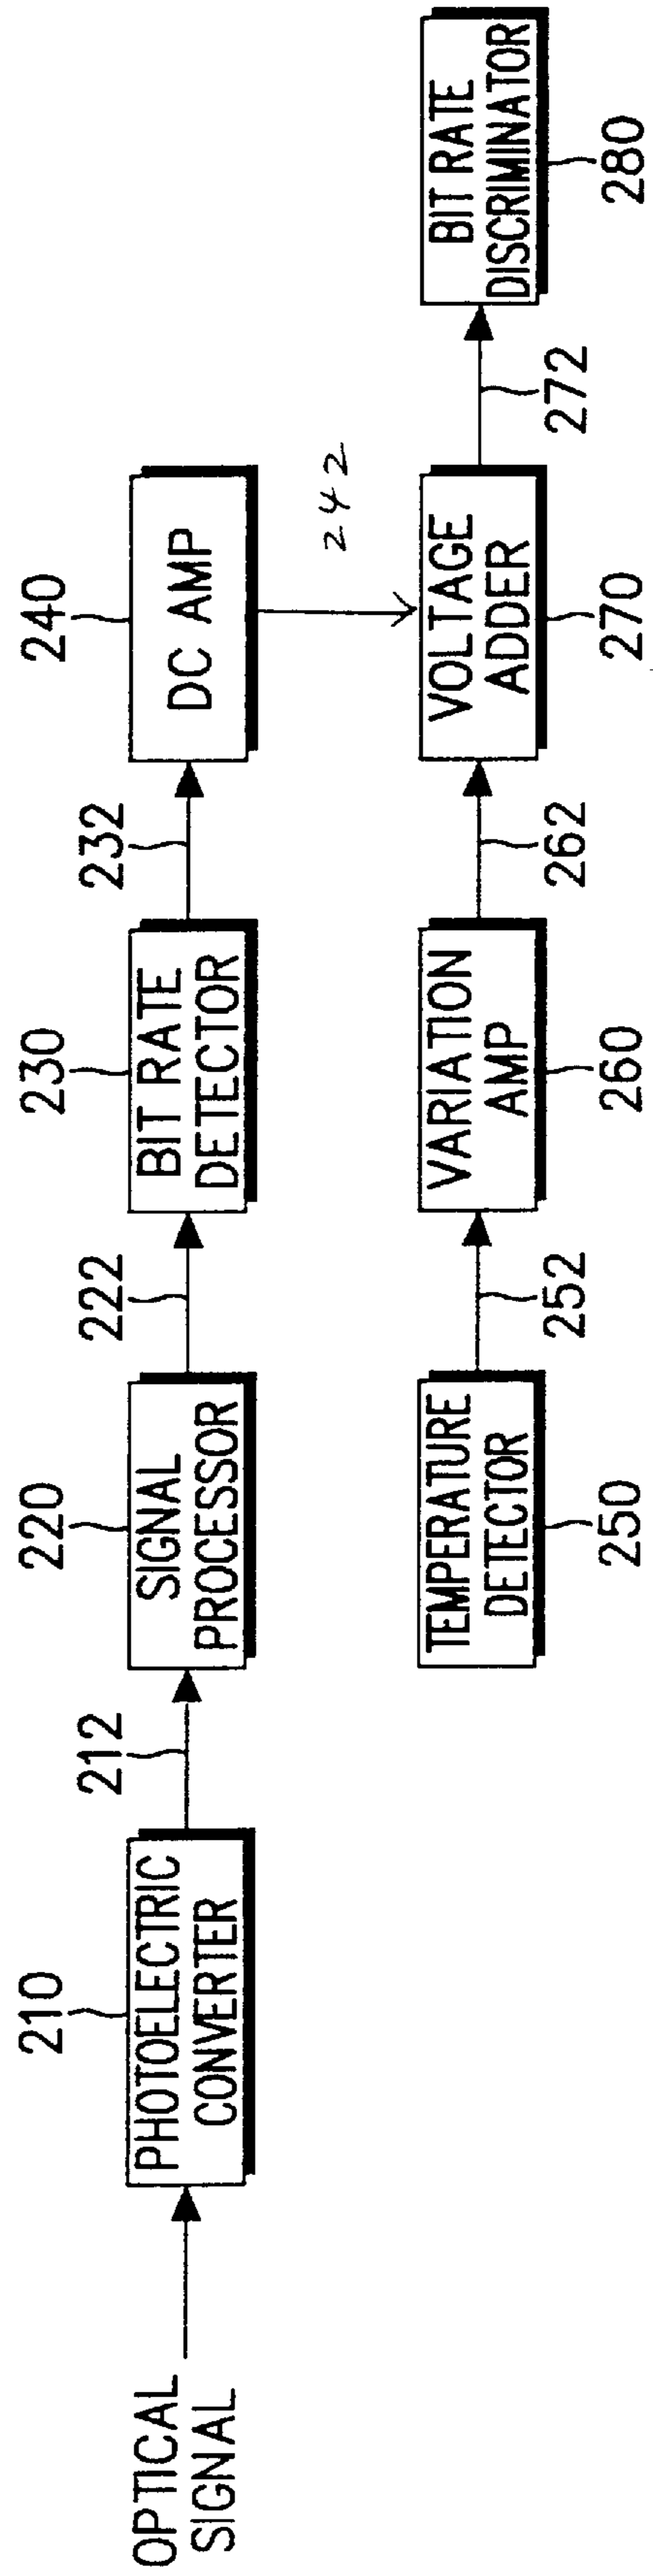 OPTICAL
SIGNAL
210
PHOTOELECTRIC
CONVERTER
212
220
SIGNAL
PROCESSOR
222
230
BIT RATE
DETECTOR
232
240
DC AMP
242
250
TEMPERATURE
DETECTOR
252
260
VARIATION
AMP
262
270
VOLTAGE
ADDER
272
280
BIT RATE
DISCRIMINATOR